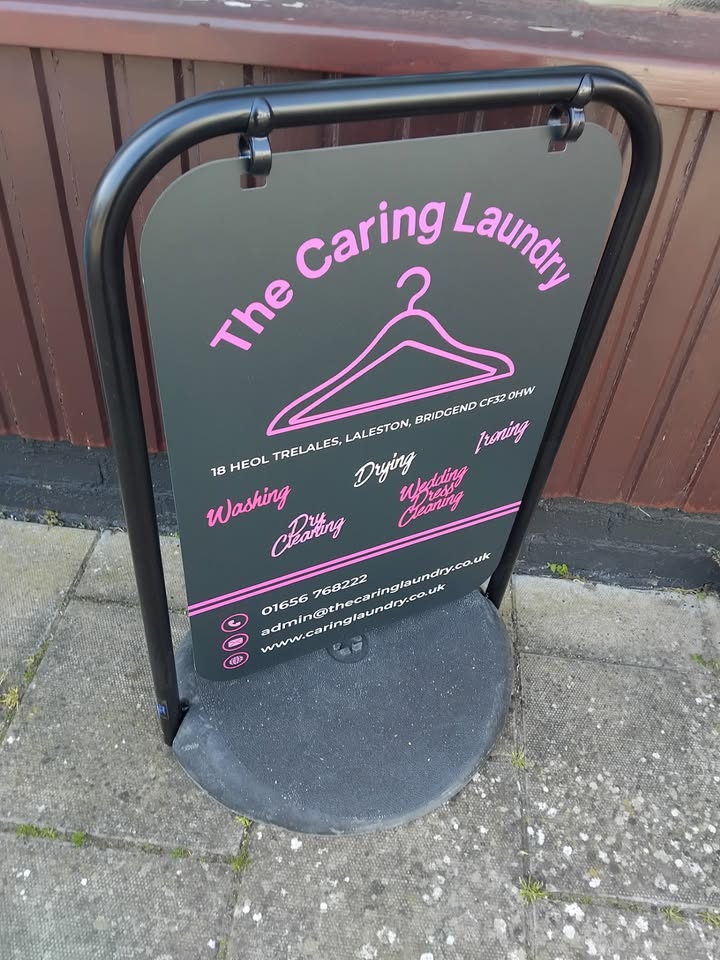 The Caring Laundry
18 HEOL TRELALES, LALESTON, BRIDGEND CF32 0HW
Washing
Drying
Ironing
Dry
Cleaning
Wedding
Dress
Cleaning
01656 768222
admin@thecaringlaundry.co.uk
www.caringlaundry.co.uk